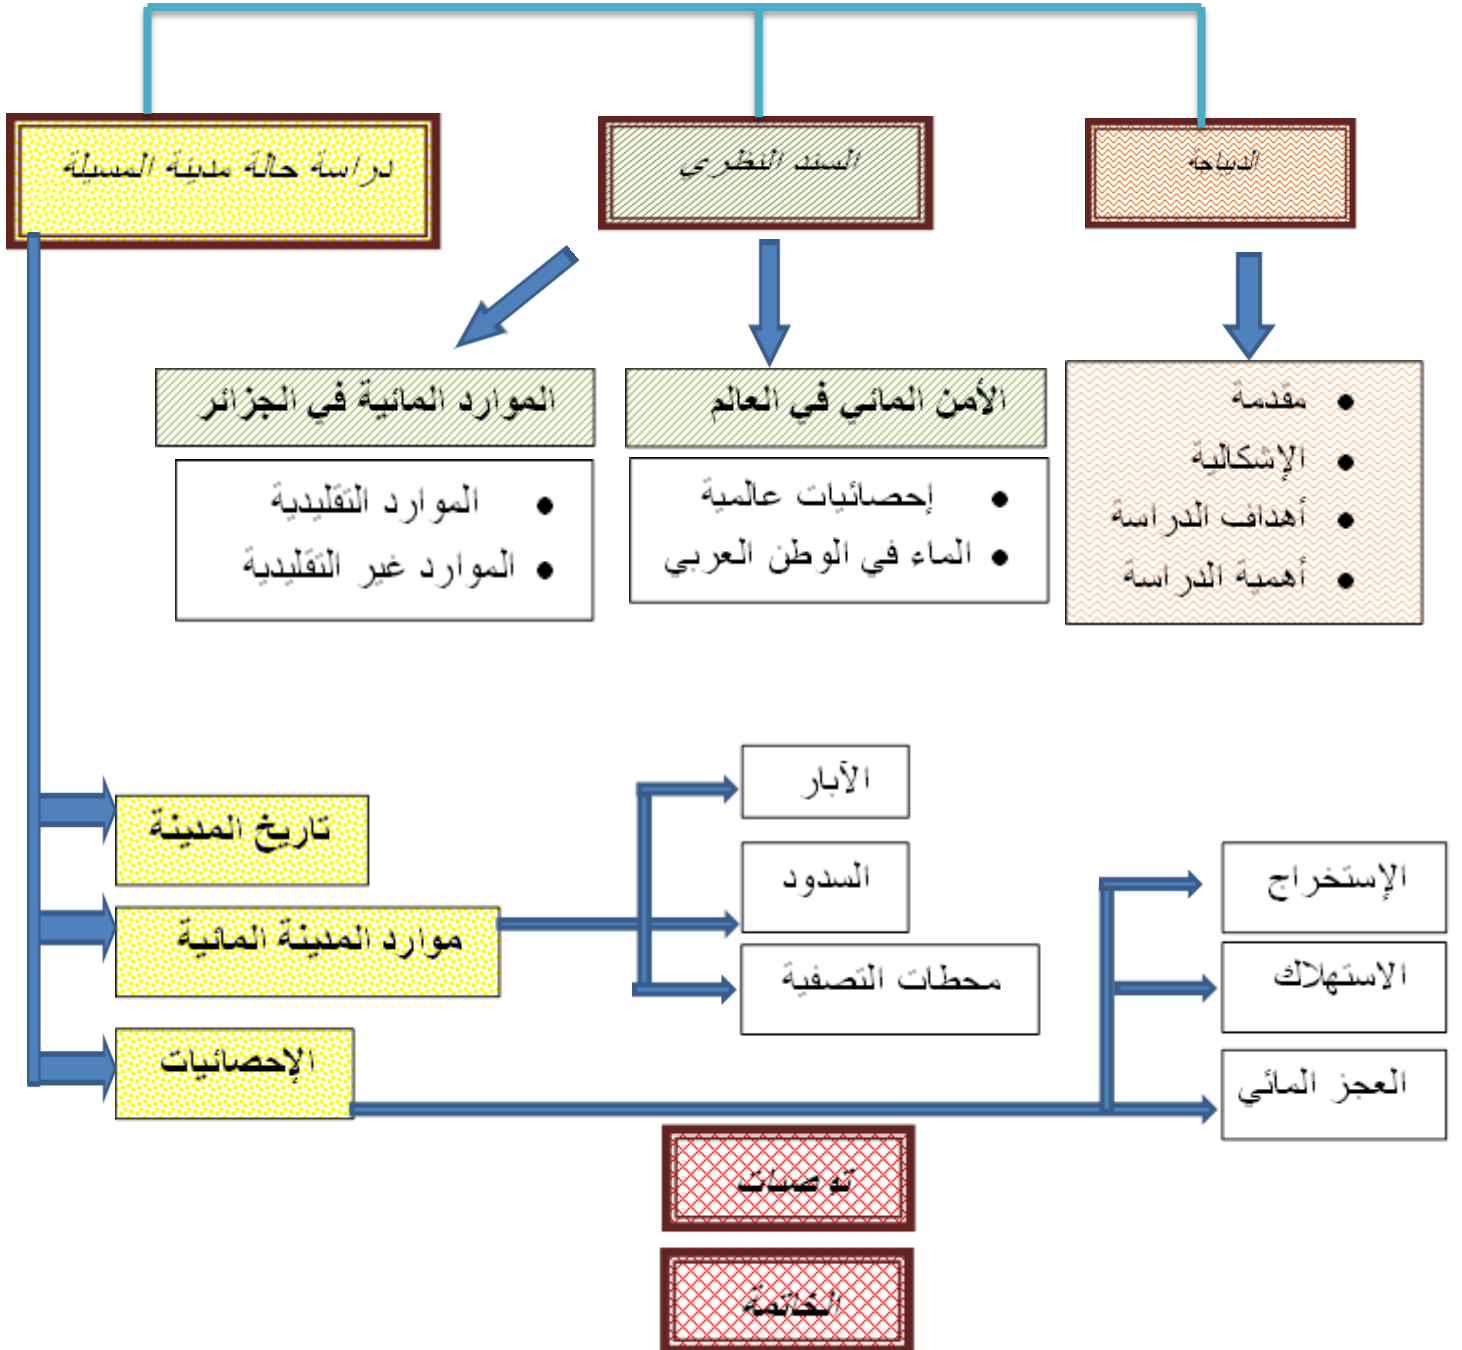 الديباجة
السند النظري
دراسة حالة مدينة المسيلة
مقدمة
الإشكالية
أهداف الدراسة
أهمية الدراسة
الأمن المائي في العالم
إحصائيات عالمية
الماء في الوطن العربي
الموارد المائية في الجزائر
الموارد التقليدية
الموارد غير التقليدية
تاريخ المدينة
موارد المدينة المائية
الآبار
السدود
محطات التصفية
الإحصائيات
الإستخراج
الاستهلاك
العجز المائي
توصيات
الخاتمة